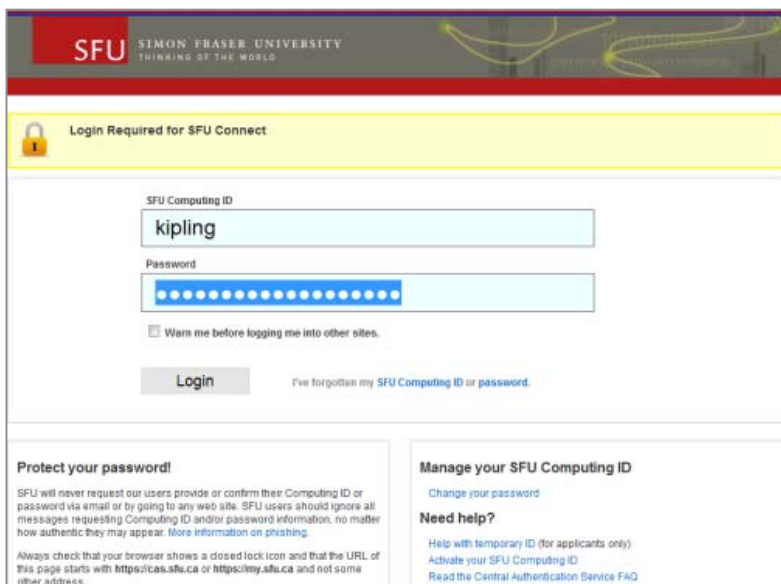 SFU SIMON FRASER UNIVERSITY
THINKING OF THE WORLD
Login Required for SFU Connect
SFU Computing ID
kipling
Password
Warn me before logging me into other sites.
Login I've forgotten my SFU Computing ID or password.
Protect your password!
SFU will never request our users provide or confirm their Computing ID or
password via email or by going to any web site. SFU users should ignore all
messages requesting Computing ID and/or password information, no matter
how authentic they may appear. More information on phishing.
Always check that your browser shows a closed lock icon and that the URL of
this page starts with https://cas.sfu.ca or https://my.sfu.ca and not some
other address.
Manage your SFU Computing ID
Change your password
Need help?
Help with temporary ID (for applicants only)
Activate your SFU Computing ID
Read the Central Authentication Service FAQ